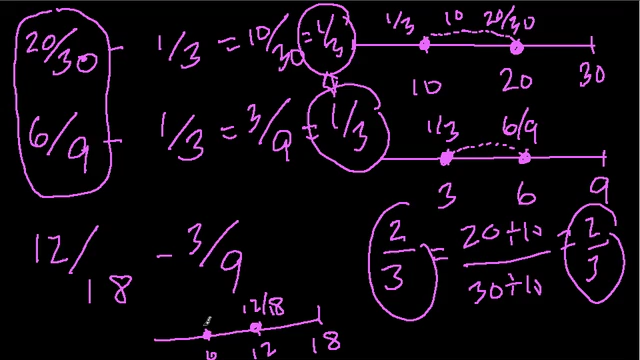 20/30 - 1/3 = 10/30 = 1/3
1/3 10 20/30
10 20 30
6/9 - 1/3 = 3/9 = 1/3
1/3 6/9
3 6 9
12/18 - 3/9
2/3 = 20÷10/30÷10 = 2/3
12/18
12 18